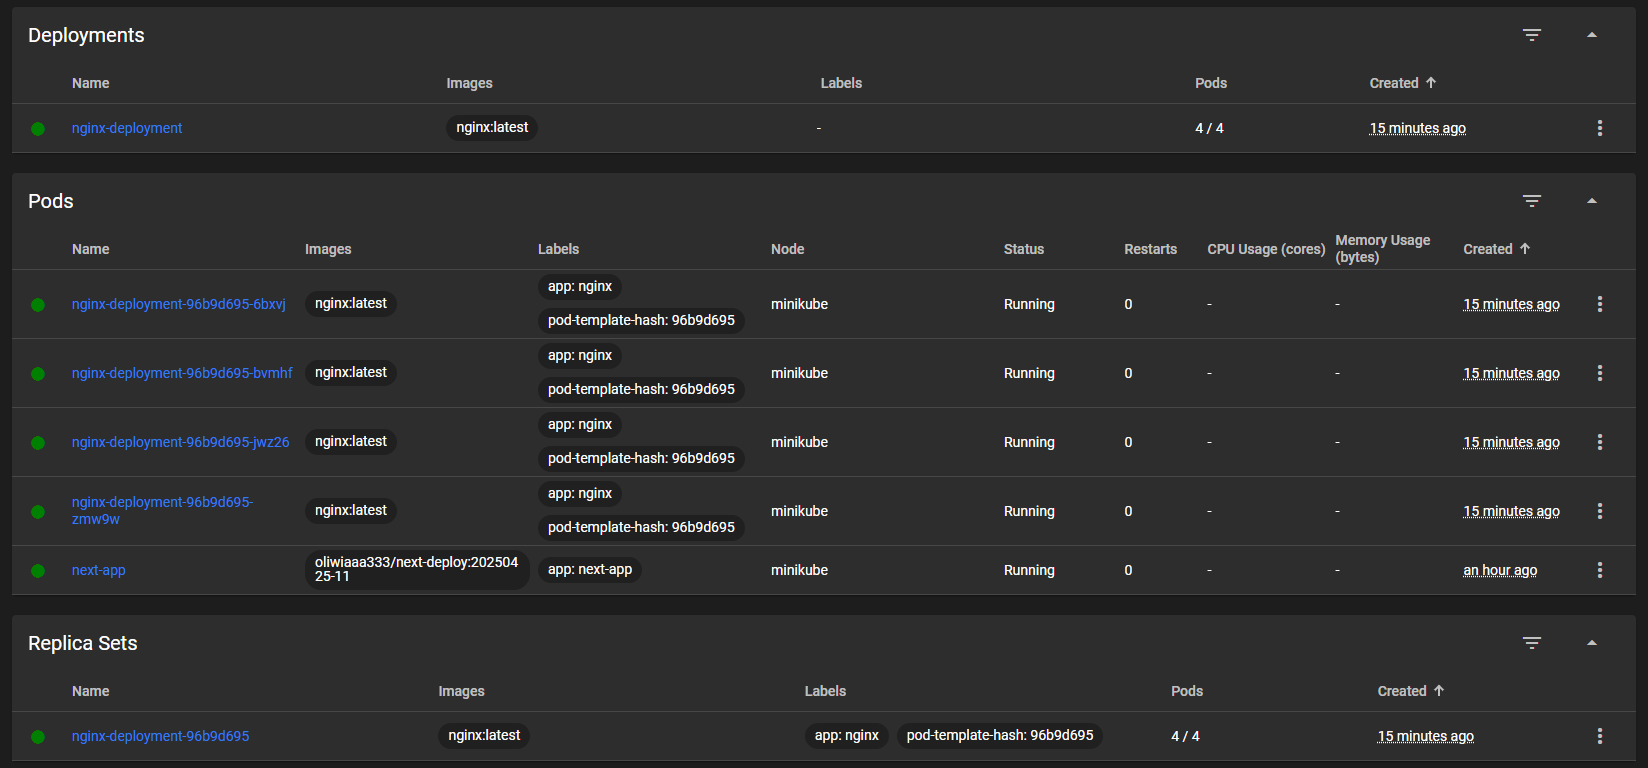 Deployments
Name Images Labels Pods Created
nginx-deployment nginx:latest - 4 / 4 15 minutes ago
Pods
Name Images Labels Node Status Restarts CPU Usage (cores) Memory Usage (bytes) Created
nginx-deployment-96b9d695-6bxvj nginx:latest app: nginx pod-template-hash: 96b9d695 minikube Running 0 - - 15 minutes ago
nginx-deployment-96b9d695-bvmhf nginx:latest app: nginx pod-template-hash: 96b9d695 minikube Running 0 - - 15 minutes ago
nginx-deployment-96b9d695-jwz26 nginx:latest app: nginx pod-template-hash: 96b9d695 minikube Running 0 - - 15 minutes ago
nginx-deployment-96b9d695-zmw9w nginx:latest app: nginx pod-template-hash: 96b9d695 minikube Running 0 - - 15 minutes ago
next-app oliwiaaa333/next-deploy:20250425-11 app: next-app minikube Running 0 - - an hour ago
Replica Sets
Name Images Labels Pods Created
nginx-deployment-96b9d695 nginx:latest app: nginx pod-template-hash: 96b9d695 4 / 4 15 minutes ago